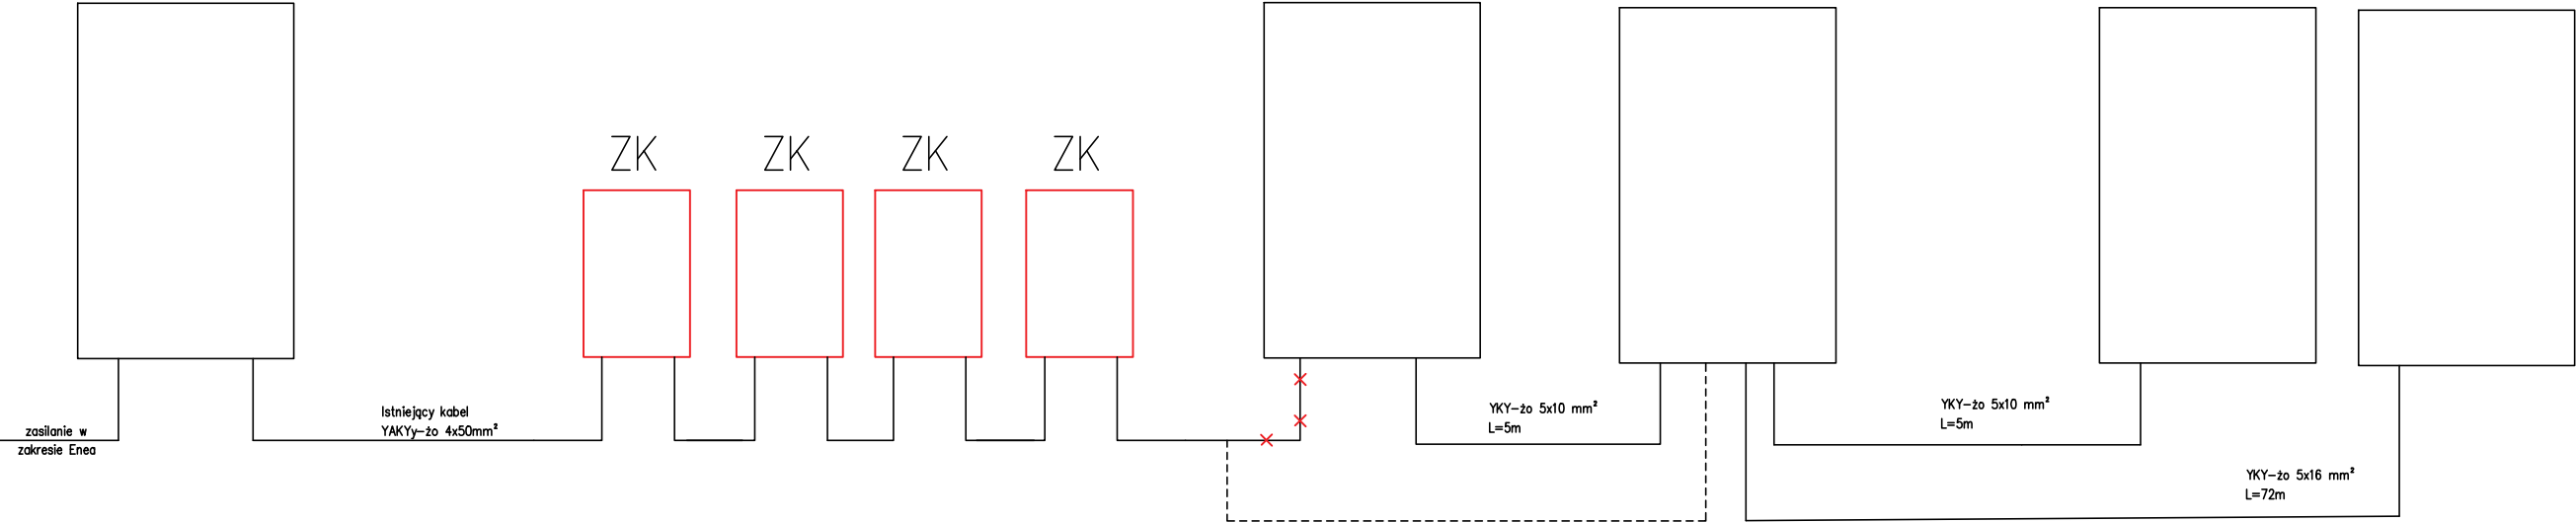 ZK
ZK
ZK
ZK
zasilanie w
zakresie Enea
Istniejący kabel
YAKYy-żo 4x50mm²
YKY-żo 5x10 mm²
L=5m
YKY-żo 5x10 mm²
L=5m
YKY-żo 5x16 mm²
L=72m